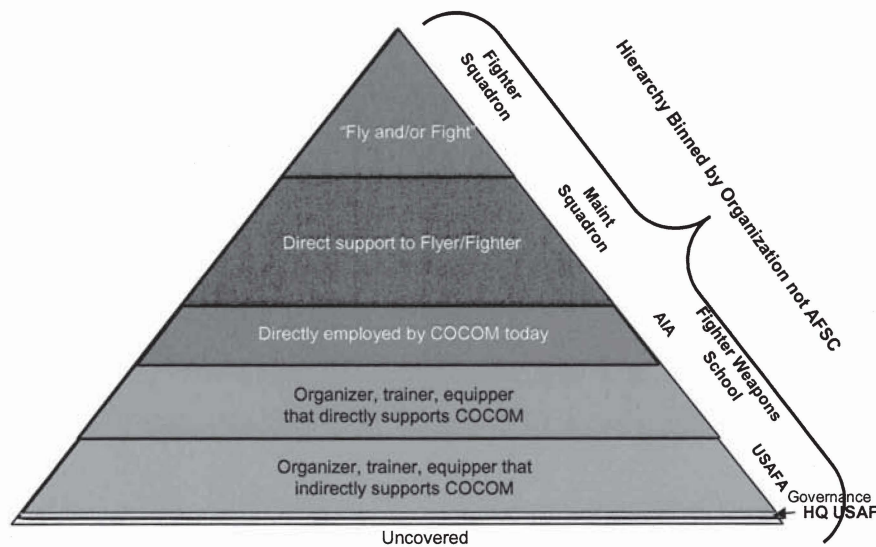 "Fly and/or Fight"
Direct support to Flyer/Fighter
Directly employed by COCOM today
Organizer, trainer, equipper
that directly supports COCOM
Organizer, trainer, equipper that
indirectly supports COCOM
Uncovered
Fighter
Squadron
Maint
Squadron
AIA
Fighter Weapons
School
USAFA
Governance
HQ USAF
Hierarchy Binned by Organization not AFSC